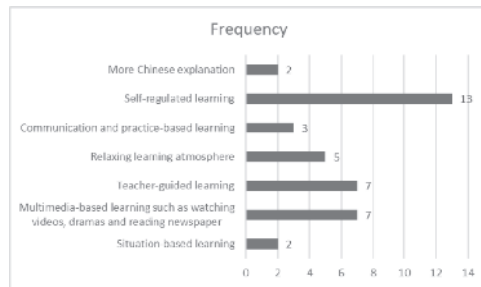 Frequency
More Chinese explanation 2
Self-regulated learning 13
Communication and practice-based learning 3
Relaxing learning atmosphere 5
Teacher-guided learning 7
Multimedia-based learning such as watching
videos, dramas and reading newspaper 7
Situation based learning 2
0 2 4 6 8 10 12 14